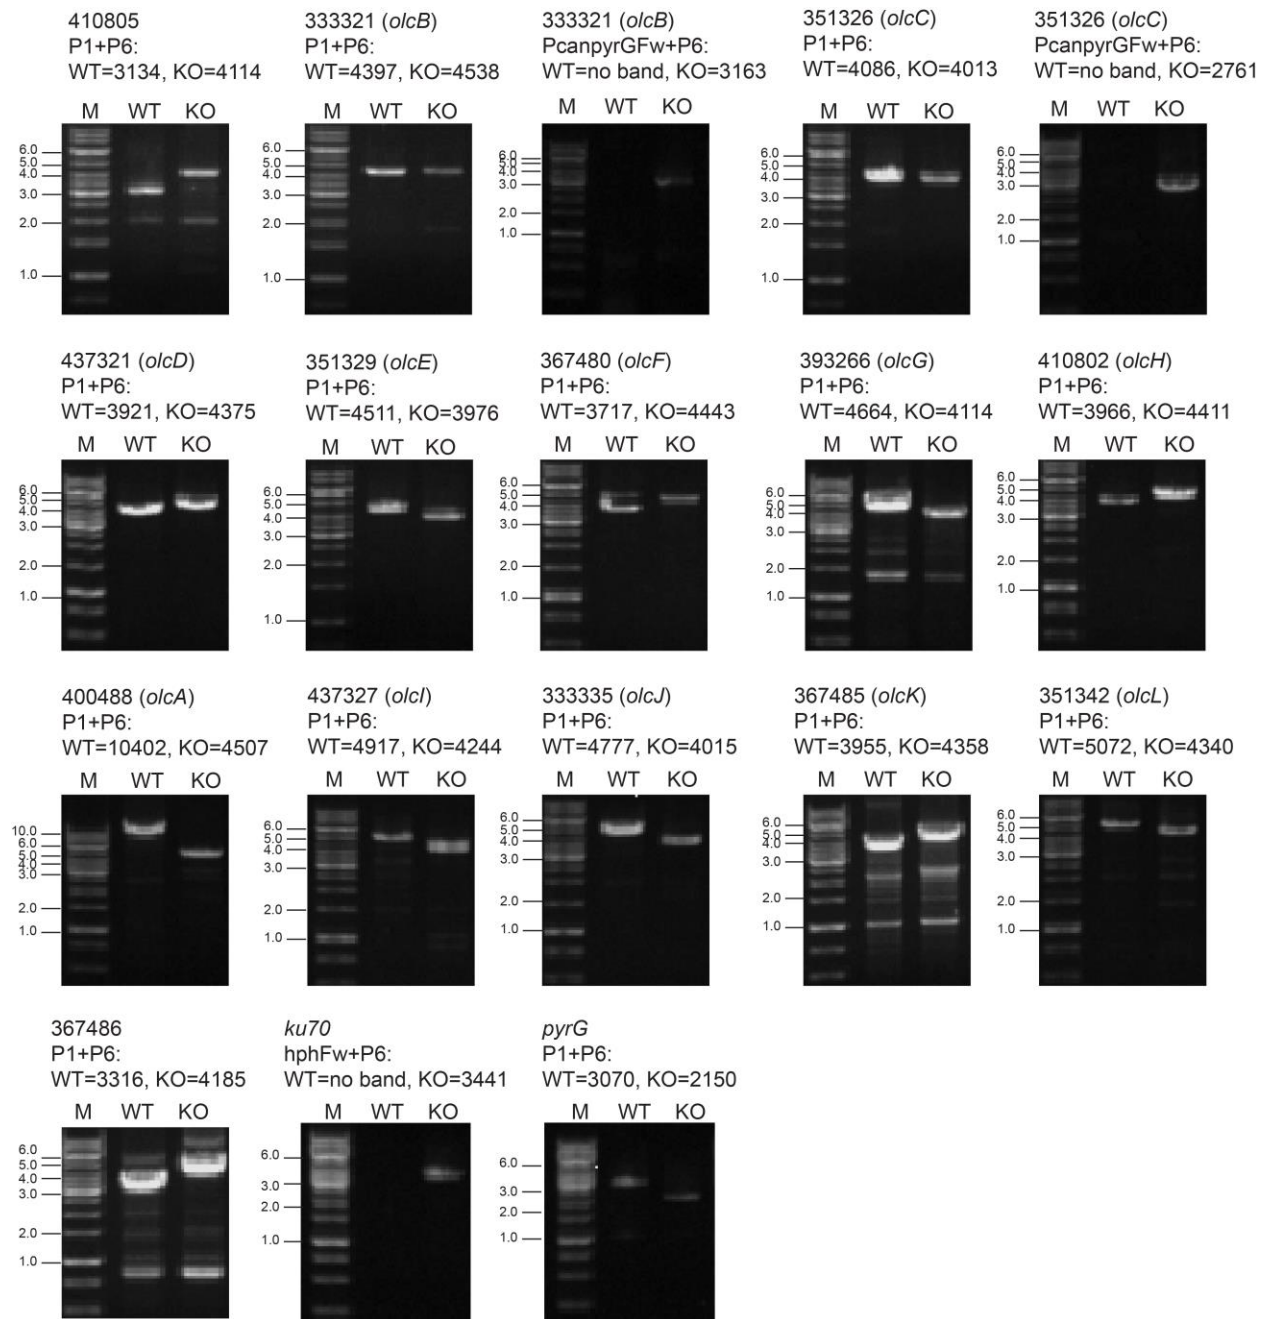 410805
P1+P6:
WT=3134, KO=4114
M WT KO
6.0
5.0
4.0
3.0
2.0
1.0
333321 (olcB)
P1+P6:
WT=4397, KO=4538
M WT KO
6.0
5.0
4.0
3.0
2.0
1.0
333321 (olcB)
PcanpyrGFw+P6:
WT=no band, KO=3163
M WT KO
6.0
5.0
4.0
3.0
2.0
1.0
351326 (olcC)
P1+P6:
WT=4086, KO=4013
M WT KO
6.0
5.0
4.0
3.0
2.0
1.0
351326 (olcC)
PcanpyrGFw+P6:
WT=no band, KO=2761
M WT KO
6.0
5.0
4.0
3.0
2.0
1.0
437321 (olcD)
P1+P6:
WT=3921, KO=4375
M WT KO
6.0
5.0
4.0
3.0
2.0
1.0
351329 (olcE)
P1+P6:
WT=4511, KO=3976
M WT KO
6.0
5.0
4.0
3.0
2.0
1.0
367480 (olcF)
P1+P6:
WT=3717, KO=4443
M WT KO
6.0
5.0
4.0
3.0
2.0
1.0
393266 (olcG)
P1+P6:
WT=4664, KO=4114
M WT KO
6.0
5.0
4.0
3.0
2.0
1.0
410802 (olcH)
P1+P6:
WT=3966, KO=4411
M WT KO
6.0
5.0
4.0
3.0
2.0
1.0
400488 (olcA)
P1+P6:
WT=10402, KO=4507
M WT KO
10.0
6.0
5.0
4.0
3.0
2.0
1.0
437327 (olcI)
P1+P6:
WT=4917, KO=4244
M WT KO
6.0
5.0
4.0
3.0
2.0
1.0
333335 (olcJ)
P1+P6:
WT=4777, KO=4015
M WT KO
6.0
5.0
4.0
3.0
2.0
1.0
367485 (olcK)
P1+P6:
WT=3955, KO=4358
M WT KO
6.0
5.0
4.0
3.0
2.0
1.0
351342 (olcL)
P1+P6:
WT=5072, KO=4340
M WT KO
6.0
5.0
4.0
3.0
2.0
1.0
367486
P1+P6:
WT=3316, KO=4185
M WT KO
6.0
5.0
4.0
3.0
2.0
1.0
ku70
hphFw+P6:
WT=no band, KO=3441
M WT KO
6.0
3.0
2.0
1.0
pyrG
P1+P6:
WT=3070, KO=2150
M WT KO
6.0
3.0
2.0
1.0